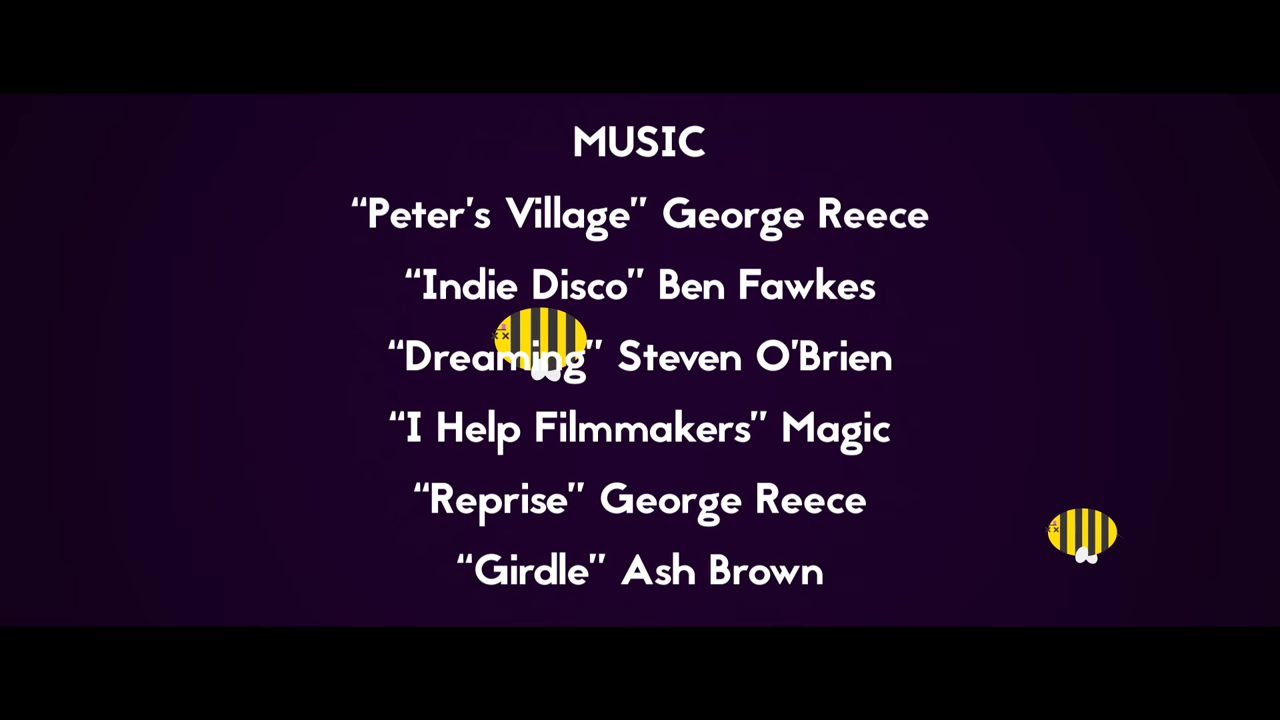 MUSIC
“Peter's Village” George Reece
“Indie Disco” Ben Fawkes
“Dreaming” Steven O'Brien
“I Help Filmmakers” Magic
“Reprise” George Reece
“Girdle” Ash Brown